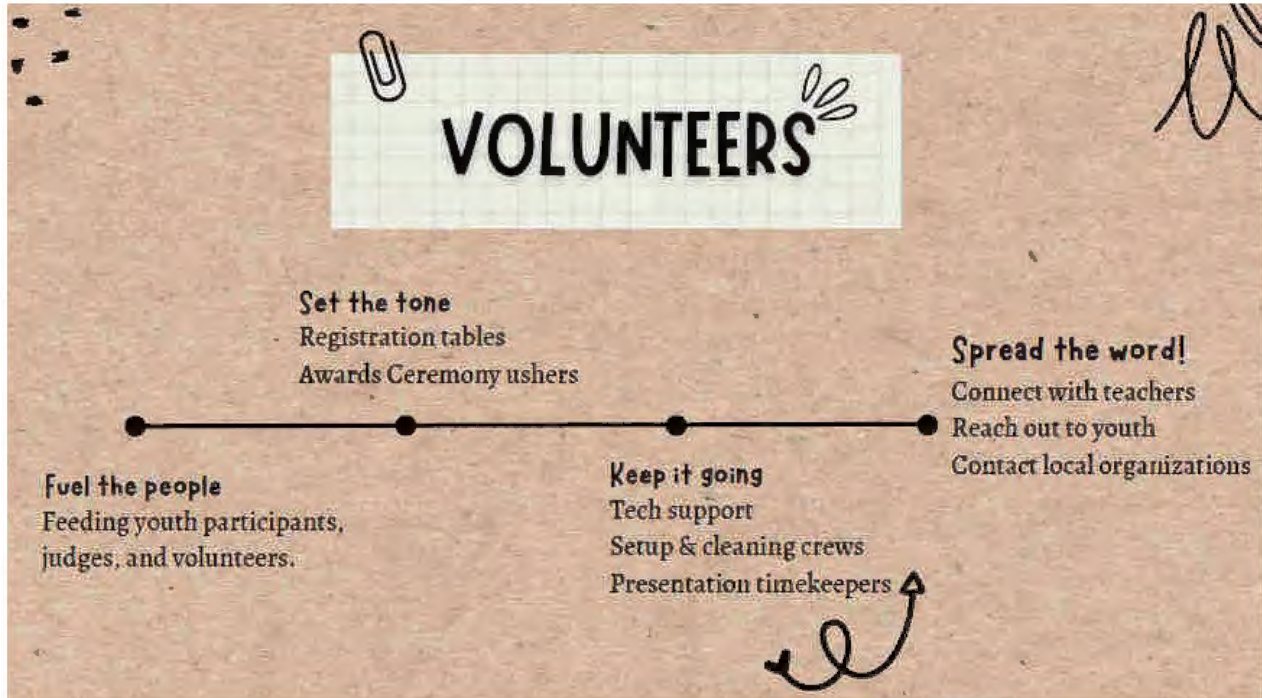 VOLUNTEERS
Fuel the people
Feeding youth participants,
judges, and volunteers.
Set the tone
Registration tables
Awards Ceremony ushers
Keep it going
Tech support
Setup & cleaning crews
Presentation timekeepers
Spread the word!
Connect with teachers
Reach out to youth
Contact local organizations